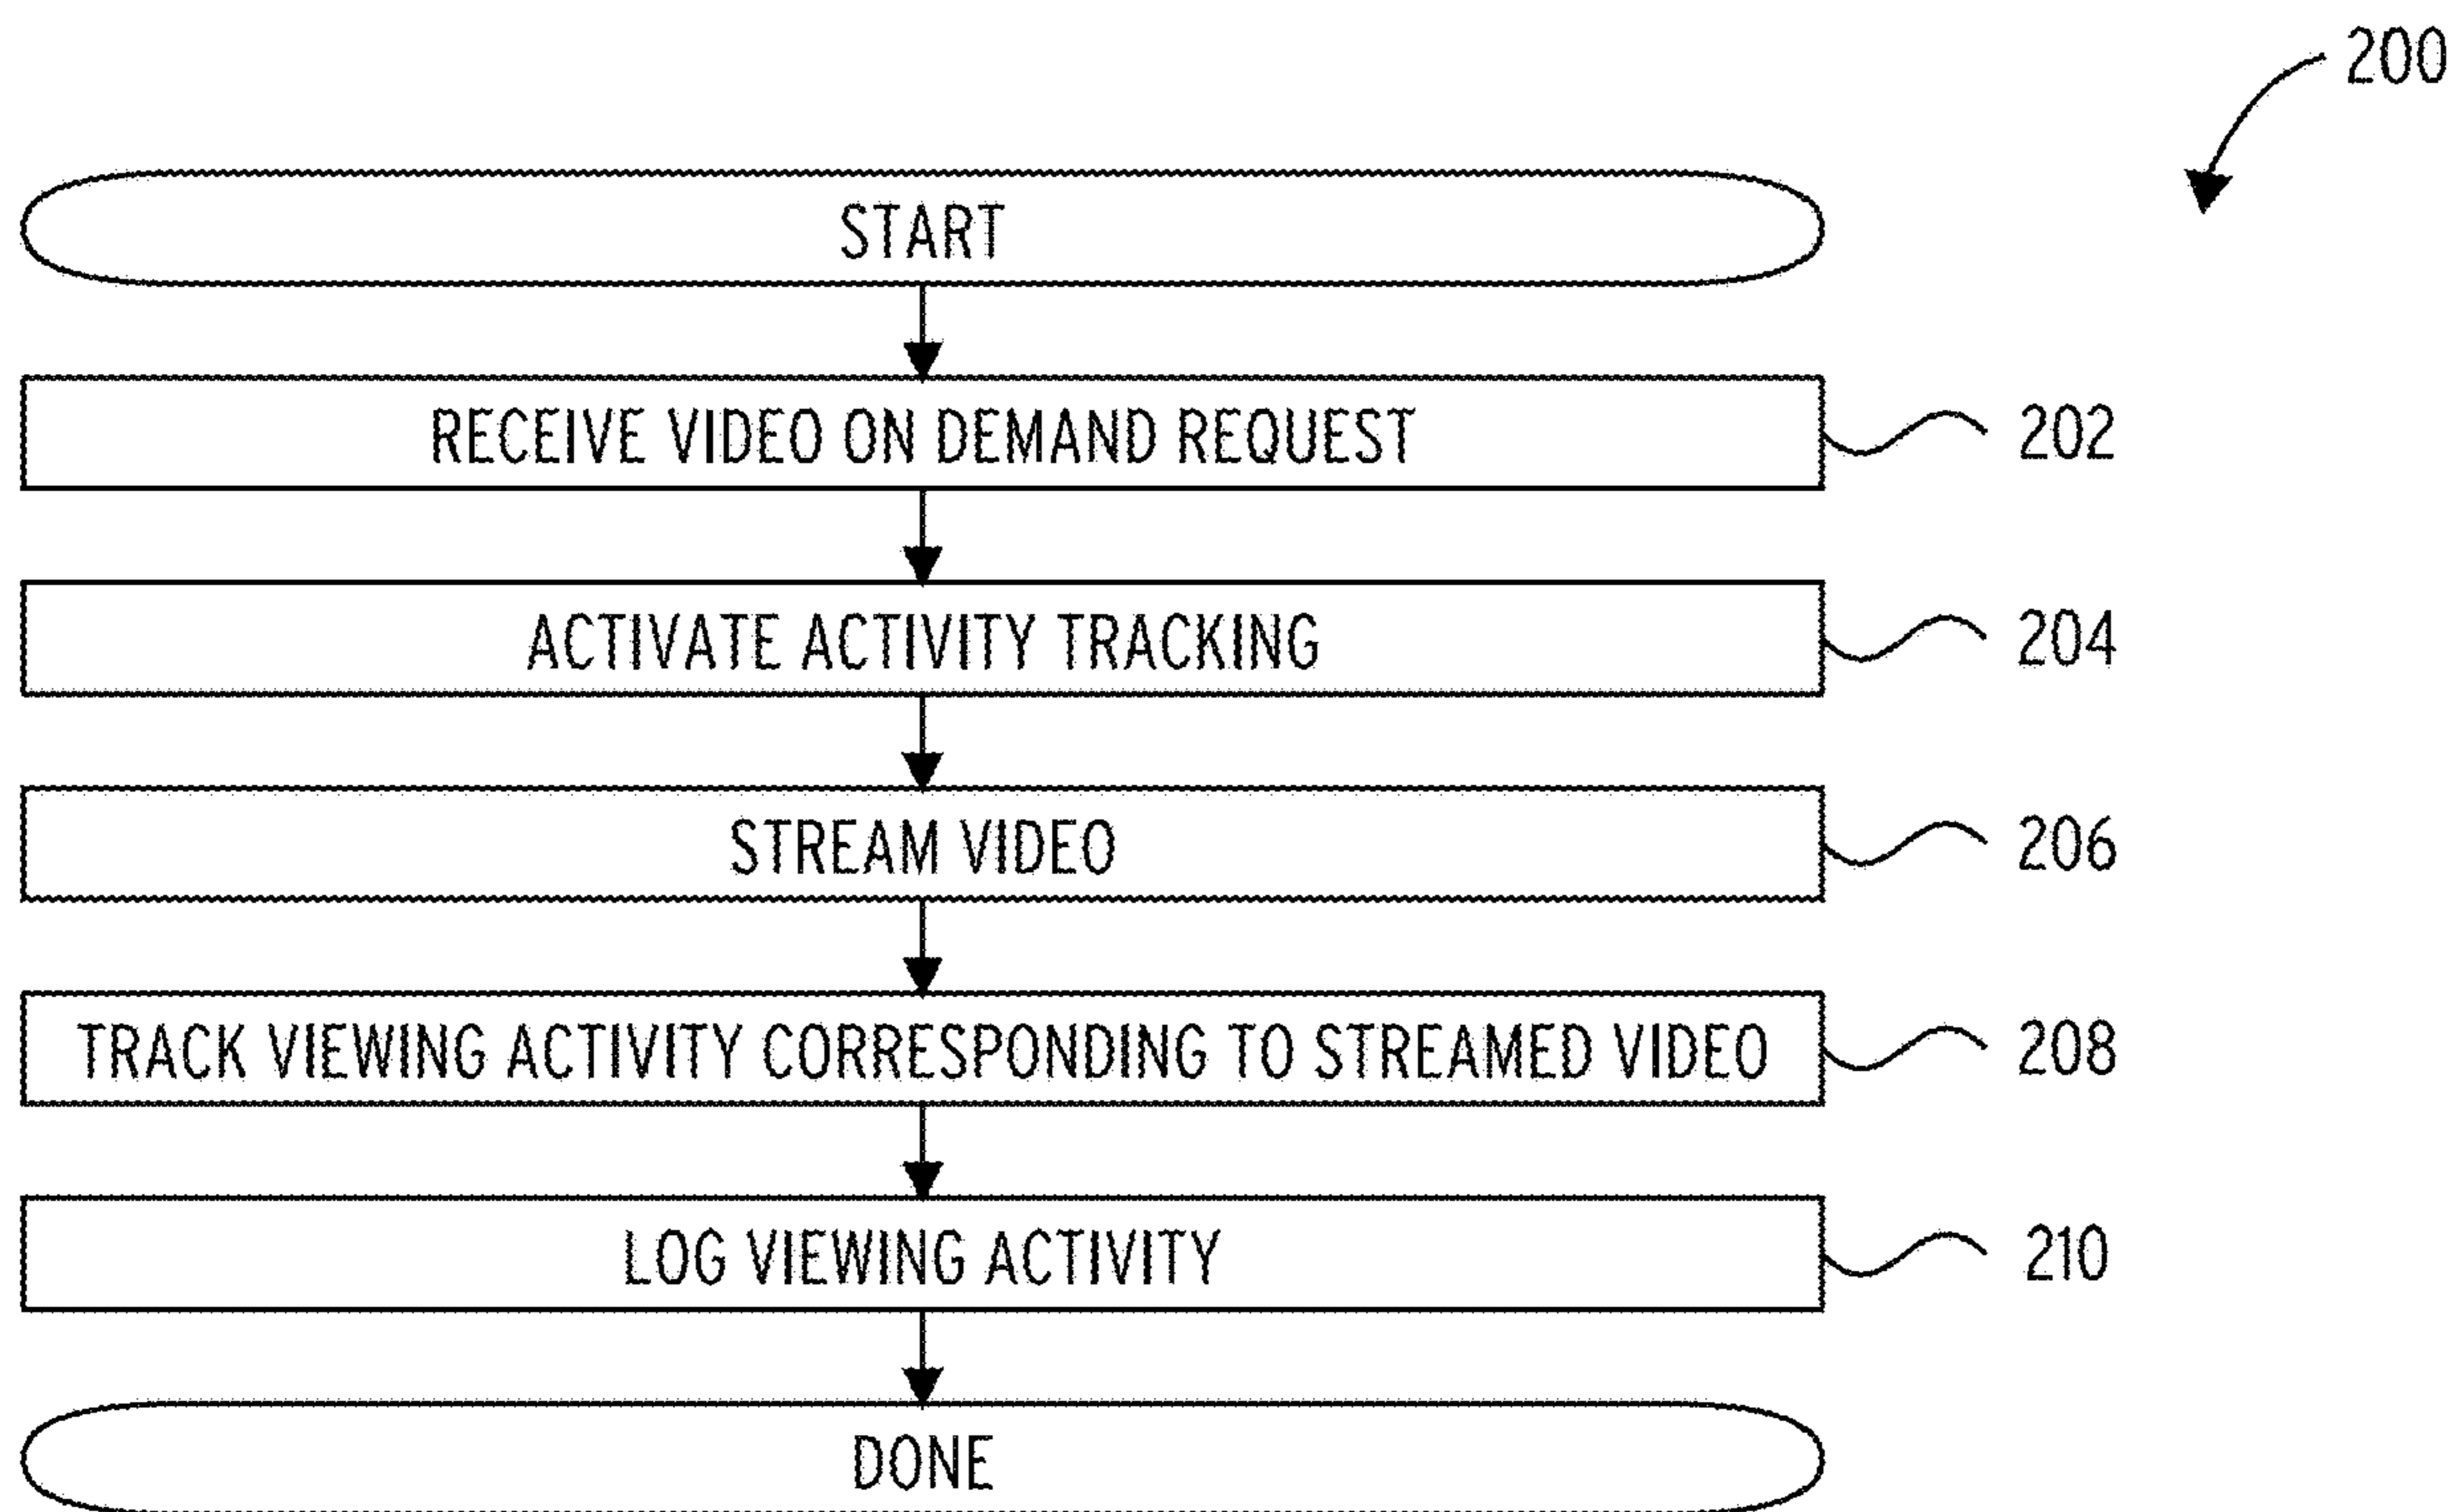 200
START
RECEIVE VIDEO ON DEMAND REQUEST
202
ACTIVATE ACTIVITY TRACKING
204
STREAM VIDEO
206
TRACK VIEWING ACTIVITY CORRESPONDING TO STREAMED VIDEO
208
LOG VIEWING ACTIVITY
210
DONE